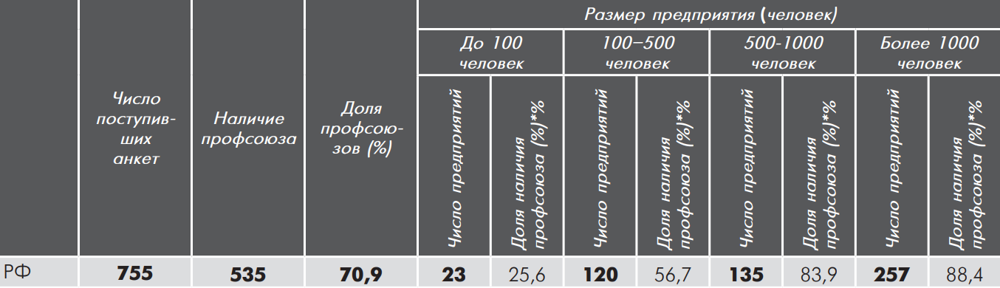 Размер предприятия (человек)
До 100
человек
100–500
человек
500-1000
человек
Более 1000
человек
Число
поступив-
ших
анкет
Наличие
профсоюза
Доля
профсою-
зов (%)
Число предприятий
Доля наличия
профсоюза (%)*%
Число предприятий
Доля наличия
профсоюза (%)*%
Число предприятий
Доля наличия
профсоюза (%)*%
Число предприятий
Доля наличия
профсоюза (%)*%
РФ 755 535 70,9 23 25,6 120 56,7 135 83,9 257 88,4